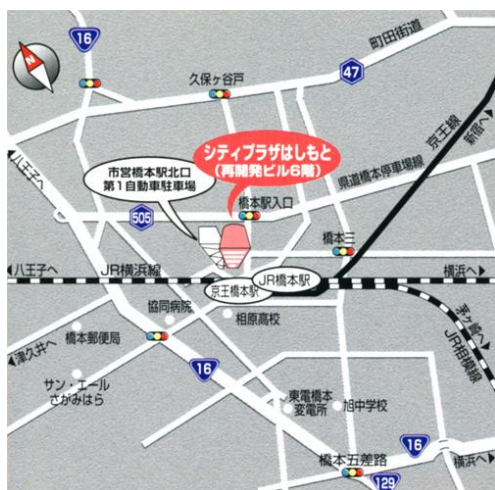 16
町田街道
N
久保ヶ谷戸
47
京王線
新宿へ
八王子へ
市営橋本駅北口
第1自動車駐車場
シティプラザはしもと
(再開発ビル6階)
県道橋本停車場線
505
橋本駅入口
橋本三
八王子へ
JR横浜線
京王橋本駅
JR橋本駅
横浜へ
協同病院
相原高校
橋本郵便局
津久井へ
茅ヶ崎へ
JR相模線
サン・エール
さがみはら
16
東電橋本
変電所
旭中学校
橋本五差路
16
横浜へ
129